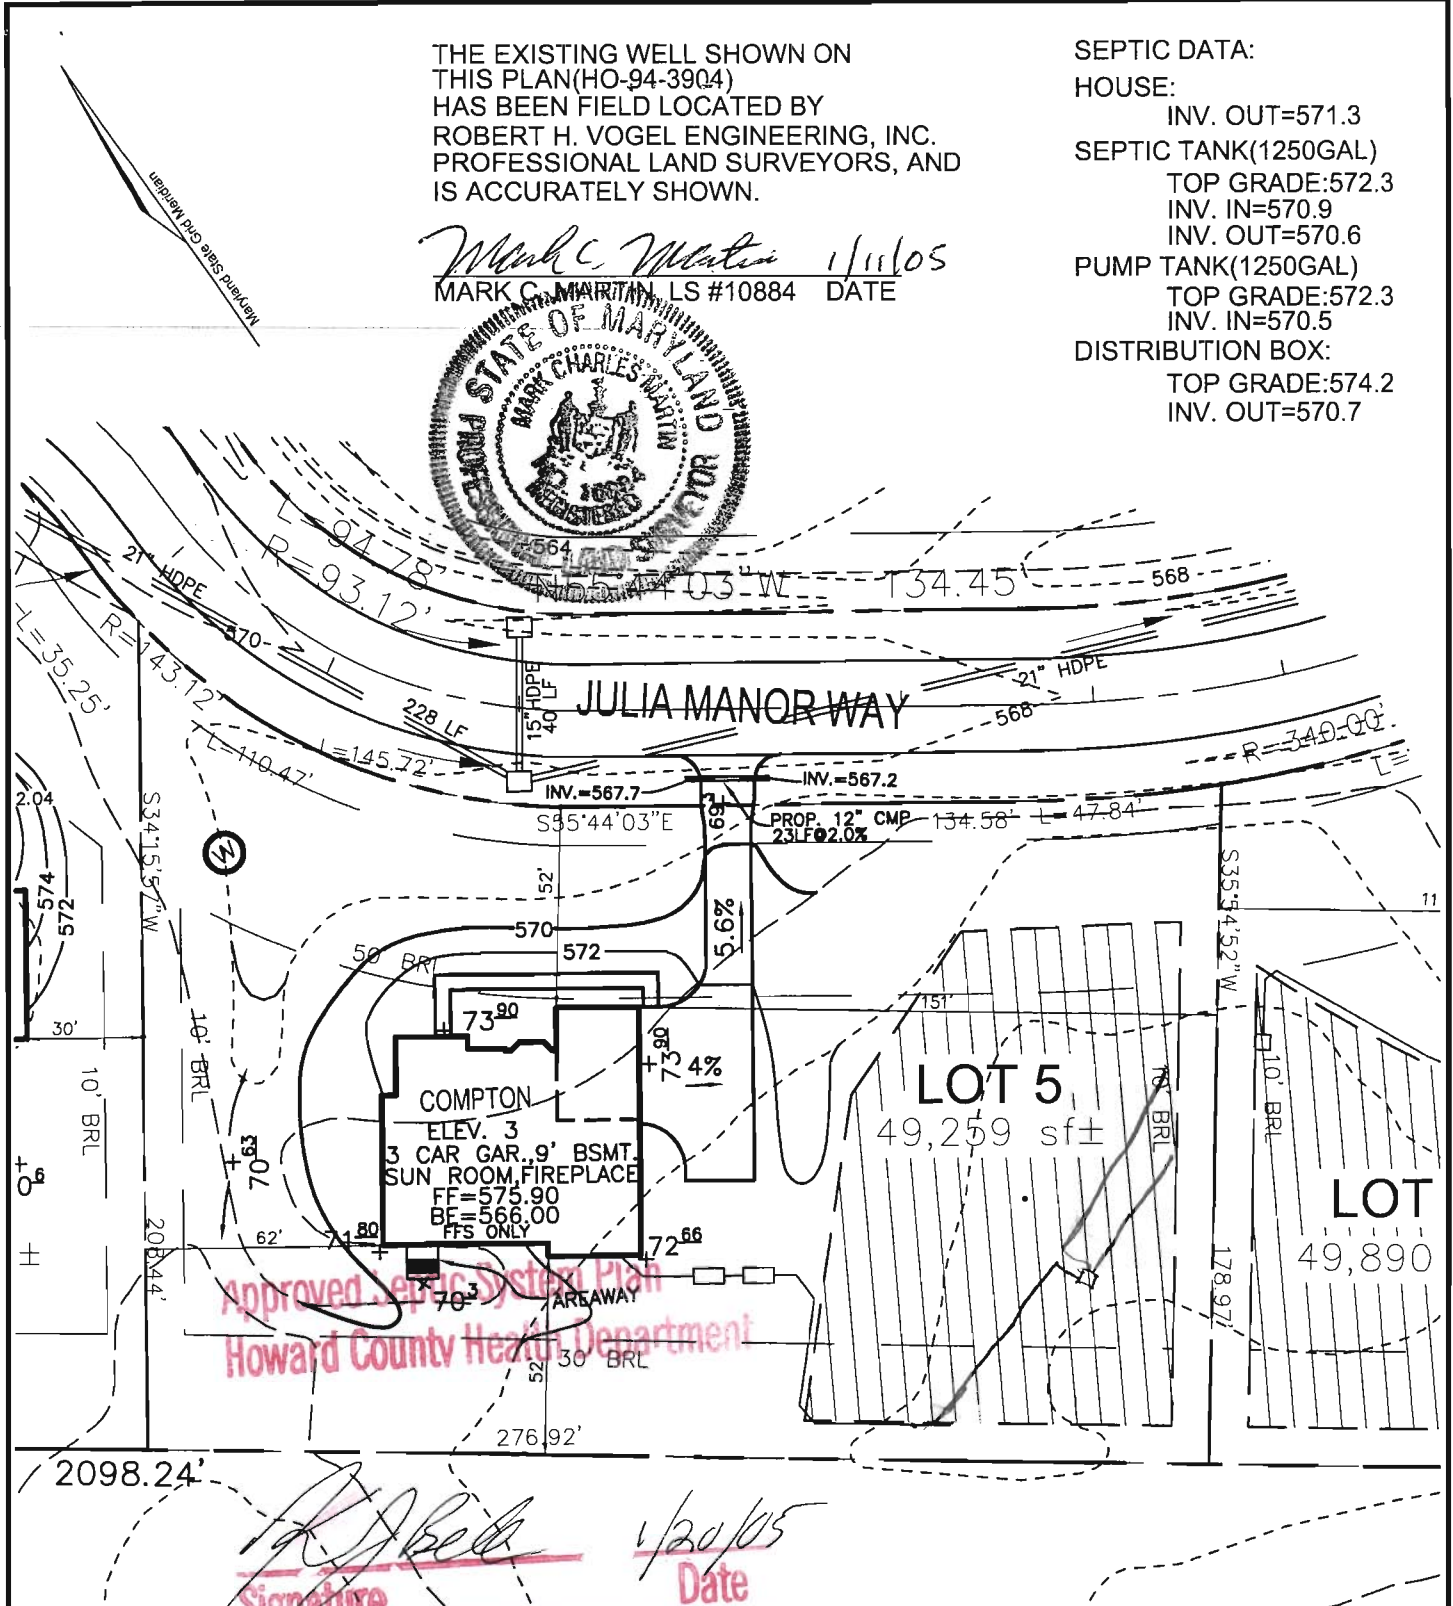 THE EXISTING WELL SHOWN ON
THIS PLAN(HO-94-3904)
HAS BEEN FIELD LOCATED BY
ROBERT H. VOGEL ENGINEERING, INC.
PROFESSIONAL LAND SURVEYORS, AND
IS ACCURATELY SHOWN.
Mark C. Martin 1/11/05
MARK C. MARTIN, LS #10884 DATE
SEPTIC DATA:
HOUSE:
INV. OUT=571.3
SEPTIC TANK(1250GAL)
TOP GRADE:572.3
INV. IN=570.9
INV. OUT=570.6
PUMP TANK(1250GAL)
TOP GRADE:572.3
INV. IN=570.5
DISTRIBUTION BOX:
TOP GRADE:574.2
INV. OUT=570.7
Maryland State Grid Meridian
STATE OF MARYLAND
MARK CHARLES MARTIN
REGISTERED
SURVEYOR
564
L=94.78'
R=93.12'
134.45'
568
21" HDPE
L=35.25'
R=143.12'
570
228 LF
15" HDPE
40 LF
JULIA MANOR WAY
21" HDPE
568
R=340.00'
L=
L=110.47'
L=145.72'
INV.=567.7
INV.=567.2
S55°44'03"E
PROP. 12" CMP
23LF@2.0%
134.58'
L=47.84'
2.04
574
572
S34°15'57"W
W
52'
5.6%
S35°54'52"W
11
570
572
50' BRL
151'
30'
10' BRL
10' BRL
73 90
73 90
4%
COMPTON
ELEV. 3
3 CAR GAR.,9' BSMT.
SUN ROOM,FIREPLACE
FF=575.90
BF=566.00
FFS ONLY
LOT 5
49,259 sf±
10' BRL
10' BRL
LOT
49,890
0 6
±
70 63
208.44'
62'
71 80
72 66
70 3
AREAWAY
178.97'
Approved Septic System Plan
Howard County Health Department
52'
30' BRL
276.92'
2098.24'
1/20/05
Signature
Date